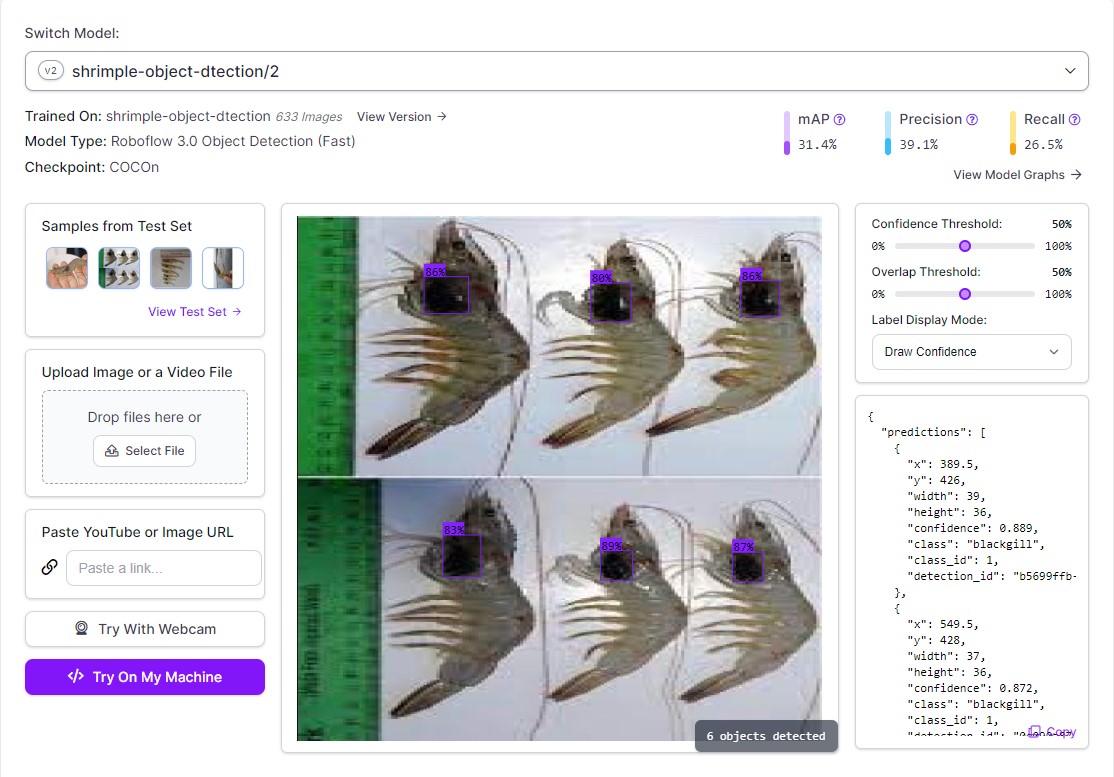 Switch Model:
v2 shrimple-object-dtection/2
Trained On: shrimple-object-dtection 633 Images View Version →
Model Type: Roboflow 3.0 Object Detection (Fast)
Checkpoint: COCOn
mAP Precision Recall
31.4% 39.1% 26.5%
View Model Graphs →
Samples from Test Set
View Test Set →
Upload Image or a Video File
Drop files here or
Select File
Paste YouTube or Image URL
Paste a link...
Try With Webcam
</> Try On My Machine
86% 80% 86%
83% 89% 87%
6 objects detected
Confidence Threshold: 50%
0% 100%
Overlap Threshold: 50%
0% 100%
Label Display Mode:
Draw Confidence
{
"predictions": [
{
"x": 389.5,
"y": 426,
"width": 39,
"height": 36,
"confidence": 0.889,
"class": "blackgill",
"class_id": 1,
"detection_id": "b5699ffb-
},
{
"x": 549.5,
"y": 428,
"width": 37,
"height": 36,
"confidence": 0.872,
"class": "blackgill",
"class_id": 1,
Copy